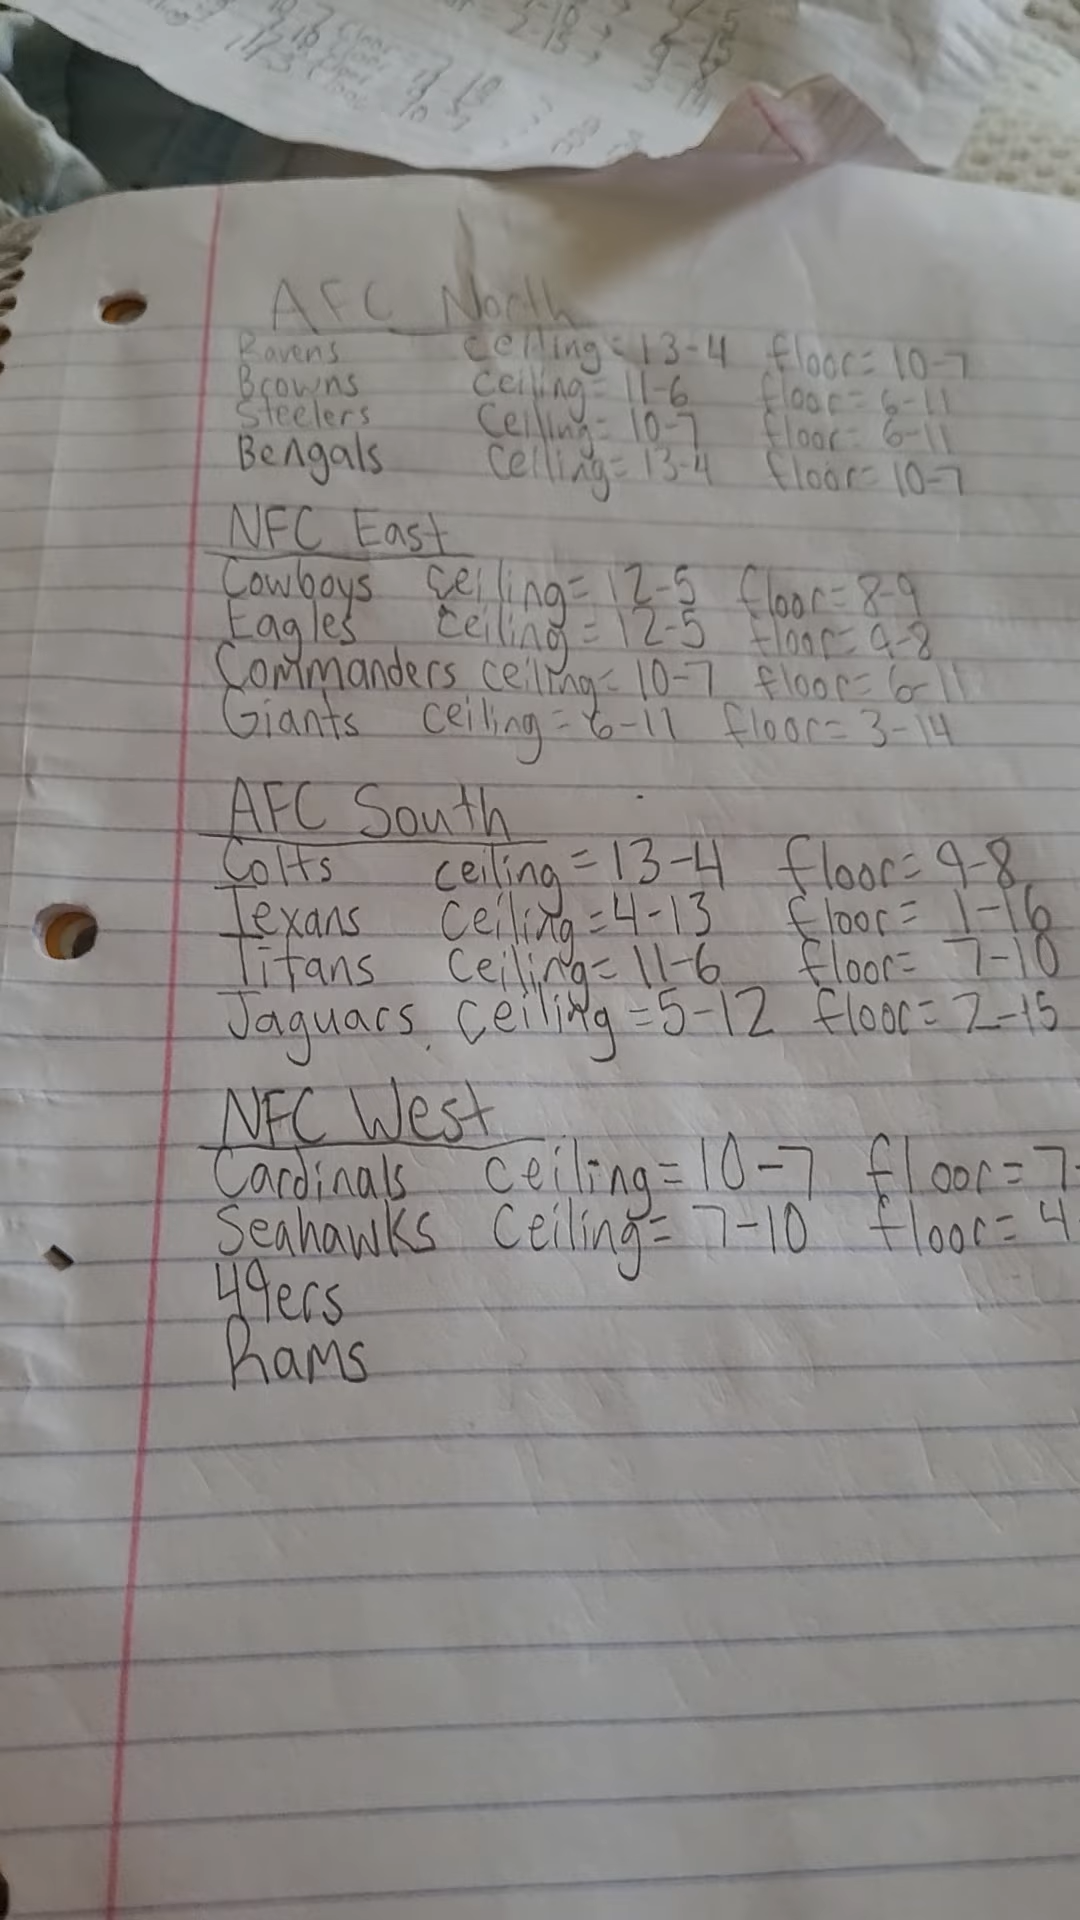 AFC North
Ravens ceiling=13-4 floor=10-7
Browns ceiling=11-6 floor=6-11
Steelers ceiling=10-7 floor=6-11
Bengals ceiling=13-4 floor=10-7
NFC East
Cowboys ceiling=12-5 floor=8-9
Eagles ceiling=12-5 floor=9-8
Commanders ceiling=10-7 floor=6-11
Giants ceiling=6-11 floor=3-14
AFC South
Colts ceiling=13-4 floor=9-8
Texans ceiling=4-13 floor=1-16
Titans ceiling=11-6 floor=7-10
Jaguars ceiling=5-12 floor=2-15
NFC West
Cardinals ceiling=10-7 floor=7-
Seahawks ceiling=7-10 floor=4
49ers
Rams